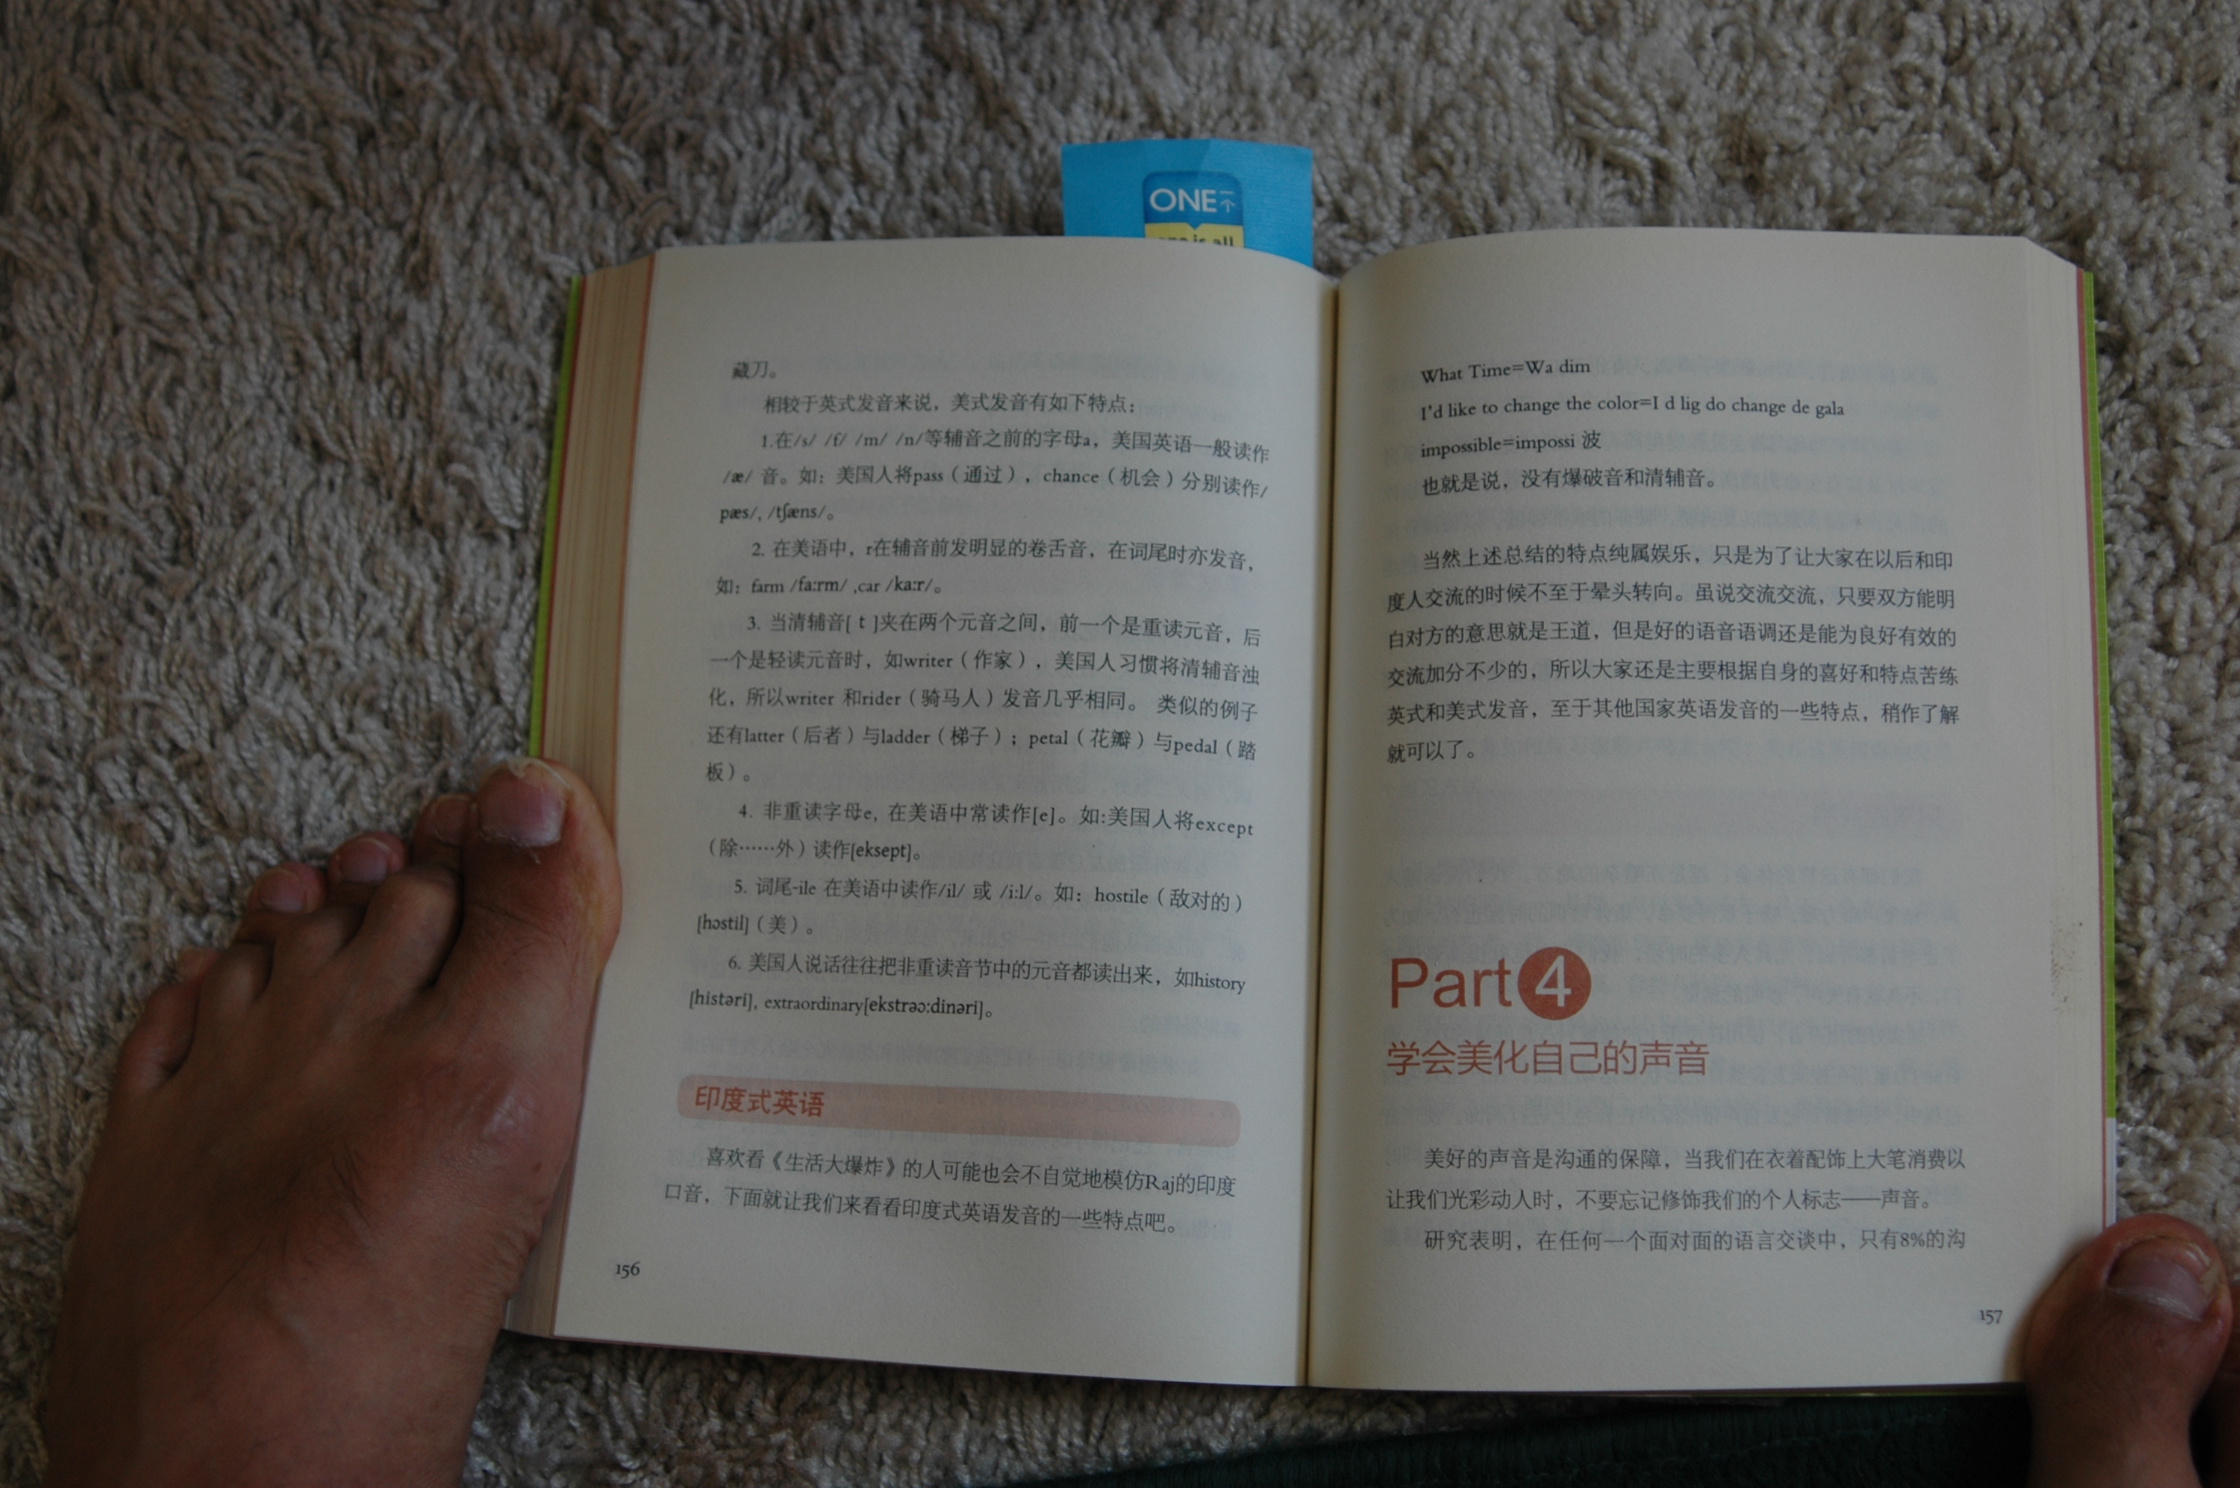 藏刀。
相较于英式发音来说，美式发音有如下特点：
1.在/s/ /f/ /m/ /n/等辅音之前的字母a，美国英语一般读作
/æ/ 音。如：美国人将pass（通过），chance（机会）分别读作/
pæs/, /tʃæns/。
2. 在美语中，r在辅音前发明显的卷舌音，在词尾时亦发音，
如：farm /fa:rm/ ,car /ka:r/。
3. 当清辅音[ t ]夹在两个元音之间，前一个是重读元音，后
一个是轻读元音时，如writer（作家），美国人习惯将清辅音浊
化，所以writer 和rider（骑马人）发音几乎相同。 类似的例子
还有latter（后者）与ladder（梯子）；petal（花瓣）与pedal（踏
板）。
4. 非重读字母e, 在美语中常读作[e]。如:美国人将except
（除……外）读作[eksept]。
5. 词尾-ile 在美语中读作/il/ 或 /i:l/。如：hostile（敌对的）
[hɔstil]（美）。
6. 美国人说话往往把非重读音节中的元音都读出来，如history
[histəri], extraordinary[ekstrəɔ:dinəri]。
印度式英语
喜欢看《生活大爆炸》的人可能也会不自觉地模仿Raj的印度
口音，下面就让我们来看看印度式英语发音的一些特点吧。
156
What Time=Wa dim
I'd like to change the color=I d lig do change de gala
impossible=impossi 波
也就是说，没有爆破音和清辅音。
当然上述总结的特点纯属娱乐，只是为了让大家在以后和印
度人交流的时候不至于晕头转向。虽说交流交流，只要双方能明
白对方的意思就是王道，但是好的语音语调还是能为良好有效的
交流加分不少的，所以大家还是主要根据自身的喜好和特点苦练
英式和美式发音，至于其他国家英语发音的一些特点，稍作了解
就可以了。
Part 4
学会美化自己的声音
美好的声音是沟通的保障，当我们在衣着配饰上大笔消费以
让我们光彩动人时，不要忘记修饰我们的个人标志——声音。
研究表明，在任何一个面对面的语言交谈中，只有8%的沟
157
ONE一个
is all